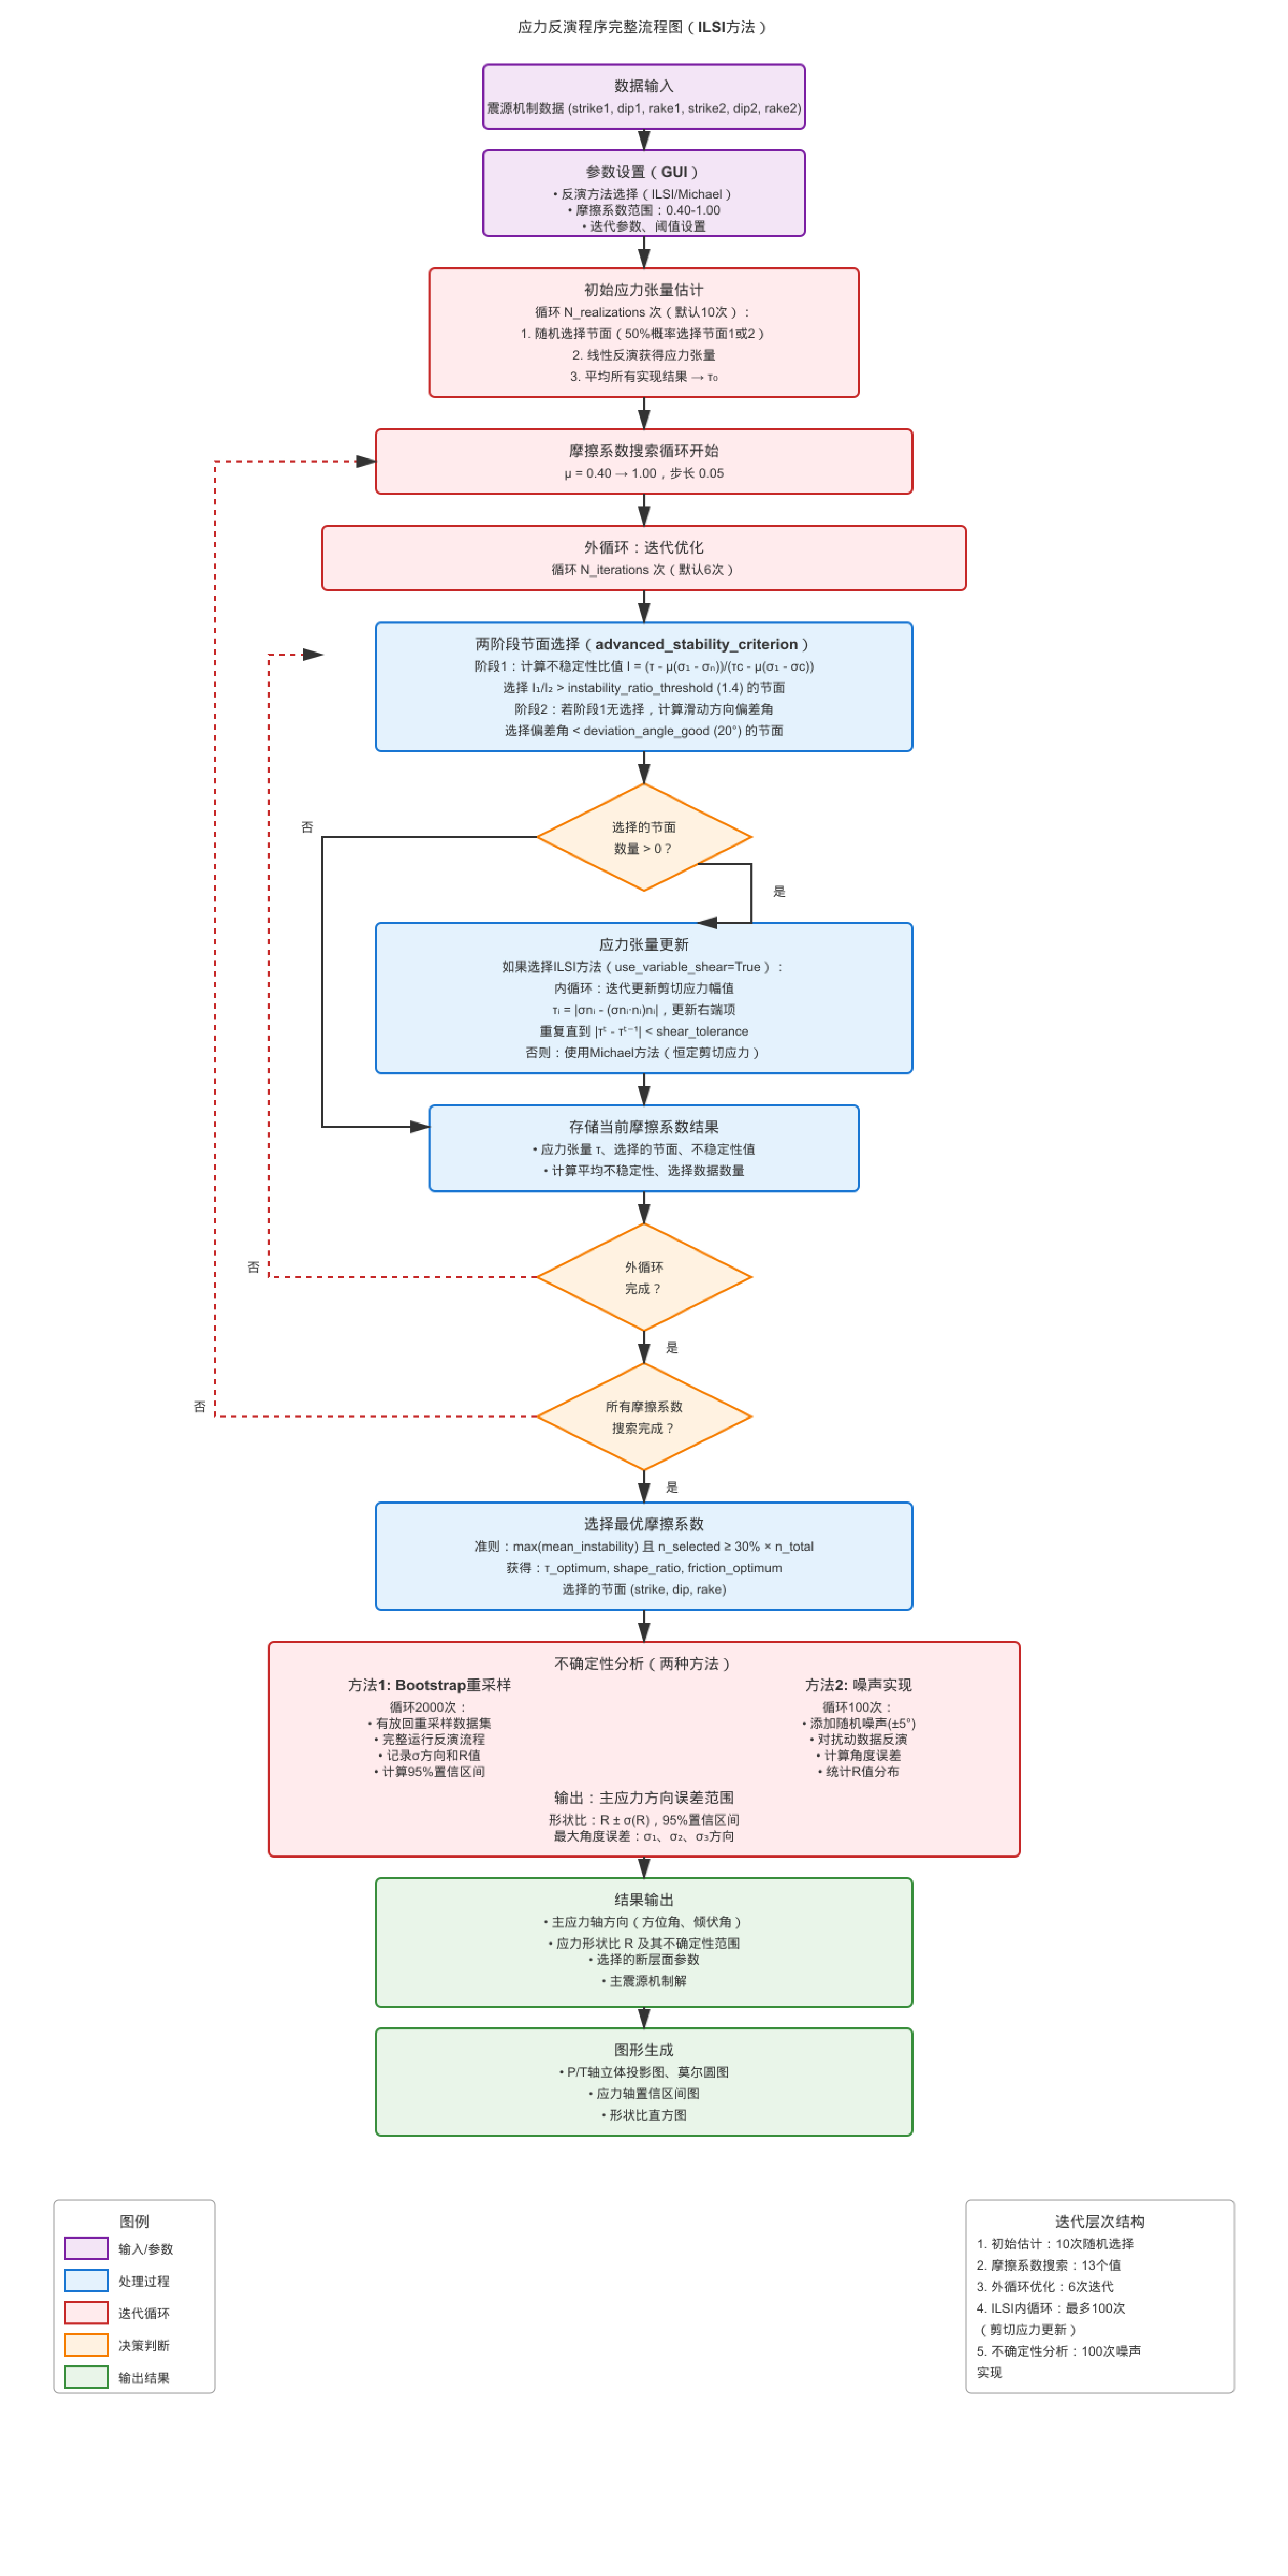 应力反演程序完整流程图（ILSI方法）
数据输入
震源机制数据 (strike1, dip1, rake1, strike2, dip2, rake2)
参数设置（GUI）
• 反演方法选择（ILSI/Michael）
• 摩擦系数范围：0.40-1.00
• 迭代参数、阈值设置
初始应力张量估计
循环 N_realizations 次（默认10次）：
1. 随机选择节面（50%概率选择节面1或2）
2. 线性反演获得应力张量
3. 平均所有实现结果 → τ₀
摩擦系数搜索循环开始
μ = 0.40 → 1.00，步长 0.05
外循环：迭代优化
循环 N_iterations 次（默认6次）
两阶段节面选择（advanced_stability_criterion）
阶段1：计算不稳定性比值 I = (τ - μ(σ₁ - σₙ))/(τc - μ(σ₁ - σc))
选择 I₁/I₂ > instability_ratio_threshold (1.4) 的节面
阶段2：若阶段1无选择，计算滑动方向偏差角
选择偏差角 < deviation_angle_good (20°) 的节面
选择的节面
数量 > 0？
否
是
应力张量更新
如果选择ILSI方法（use_variable_shear=True）：
内循环：迭代更新剪切应力幅值
τᵢ = |σnᵢ - (σnᵢ·nᵢ)nᵢ|，更新右端项
重复直到 |τᵗ - τᵗ⁻¹| < shear_tolerance
否则：使用Michael方法（恒定剪切应力）
存储当前摩擦系数结果
• 应力张量 τ、选择的节面、不稳定性值
• 计算平均不稳定性、选择数据数量
外循环
完成？
否
是
所有摩擦系数
搜索完成？
否
是
选择最优摩擦系数
准则：max(mean_instability) 且 n_selected ≥ 30% × n_total
获得：τ_optimum, shape_ratio, friction_optimum
选择的节面 (strike, dip, rake)
不确定性分析（两种方法）
方法1: Bootstrap重采样
循环2000次：
• 有放回重采样数据集
• 完整运行反演流程
• 记录σ方向和R值
• 计算95%置信区间
方法2: 噪声实现
循环100次：
• 添加随机噪声(±5°)
• 对扰动数据反演
• 计算角度误差
• 统计R值分布
输出：主应力方向误差范围
形状比：R ± σ(R)，95%置信区间
最大角度误差：σ₁、σ₂、σ₃方向
结果输出
• 主应力轴方向（方位角、倾伏角）
• 应力形状比 R 及其不确定性范围
• 选择的断层面参数
• 主震源机制解
图形生成
• P/T轴立体投影图、莫尔圆图
• 应力轴置信区间图
• 形状比直方图
图例
输入/参数
处理过程
迭代循环
决策判断
输出结果
迭代层次结构
1. 初始估计：10次随机选择
2. 摩擦系数搜索：13个值
3. 外循环优化：6次迭代
4. ILSI内循环：最多100次
（剪切应力更新）
5. 不确定性分析：100次噪声
实现